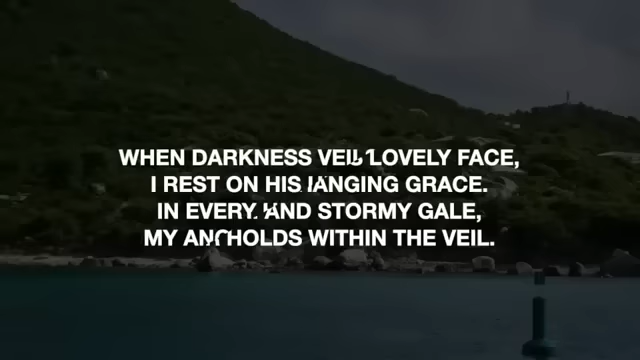 WHEN DARKNESS LOVELY FACE,
I REST ON HIS GRACE.
IN EVERY AND STORMY GALE,
MY WITHIN THE VEIL.